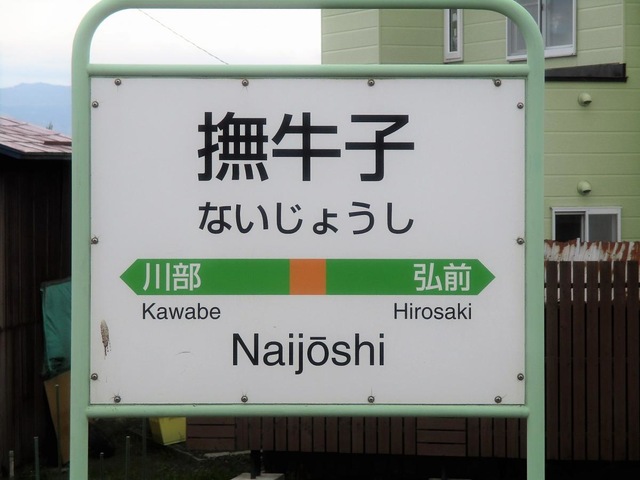 撫牛子
ないじょうし
川部 弘前
Kawabe Hirosaki
Naijōshi